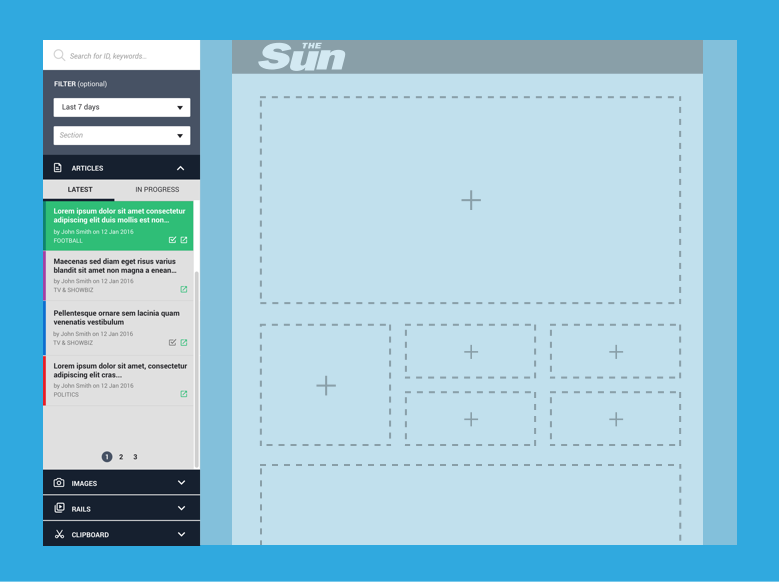 Search for ID, keywords..
THE
Sun
FILTER (optional)
Last 7 days
Section
ARTICLES
LATEST
IN PROGRESS
Lorem ipsum dolor sit amet consectetur
adipiscing elit duis mollis est non...
by John Smith on 12 Jan 2016
FOOTBALL
Maecenas sed diam eget risus varius
blandit sit amet non magna a enean...
by John Smith on 12 Jan 2016
TV & SHOWBIZ
Pellentesque ornare sem lacinia quam
venenatis vestibulum
by John Smith on 12 Jan 2016
TV & SHOWBIZ
Lorem ipsum dolor sit amet, consectetur
adipiscing elit cras...
by John Smith on 12 Jan 2016
POLITICS
1 2 3
IMAGES
RAILS
CLIPBOARD